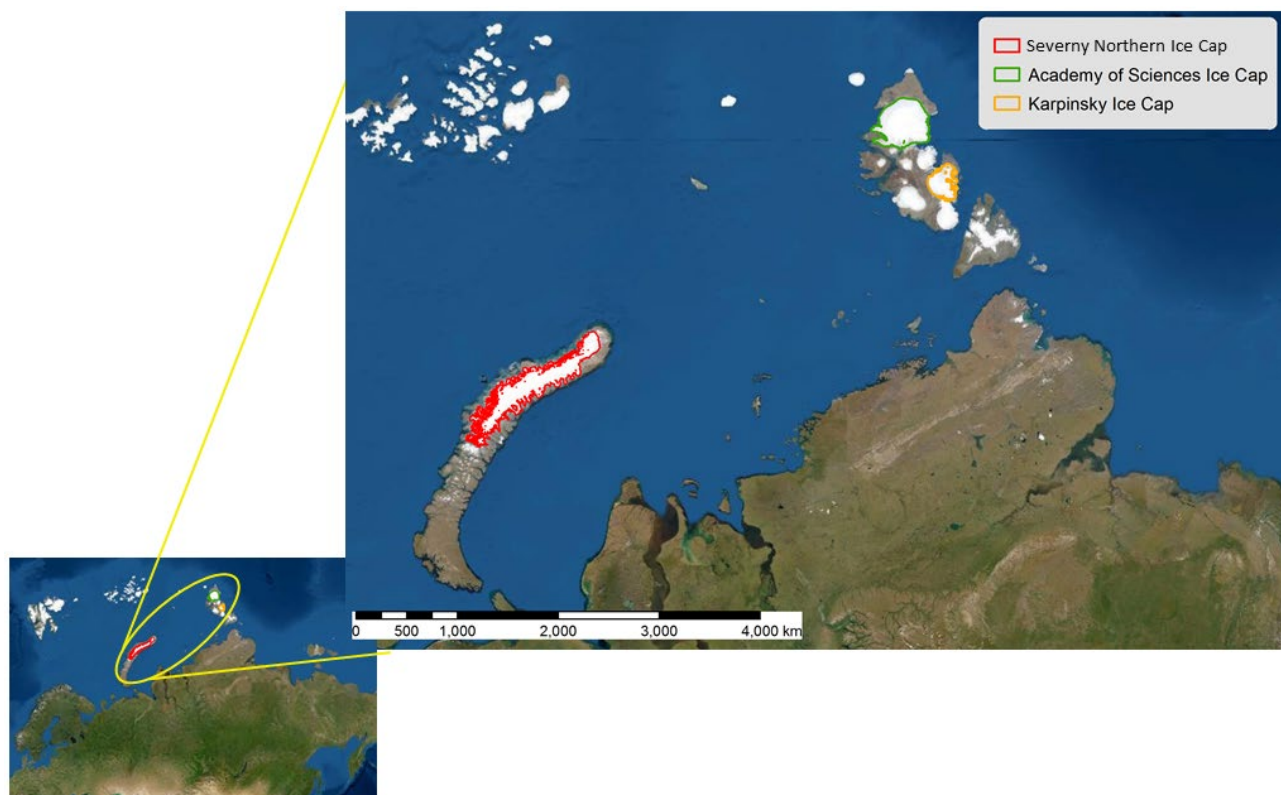 Severny Northern Ice Cap
Academy of Sciences Ice Cap
Karpinsky Ice Cap
0 500 1,000 2,000 3,000 4,000 km